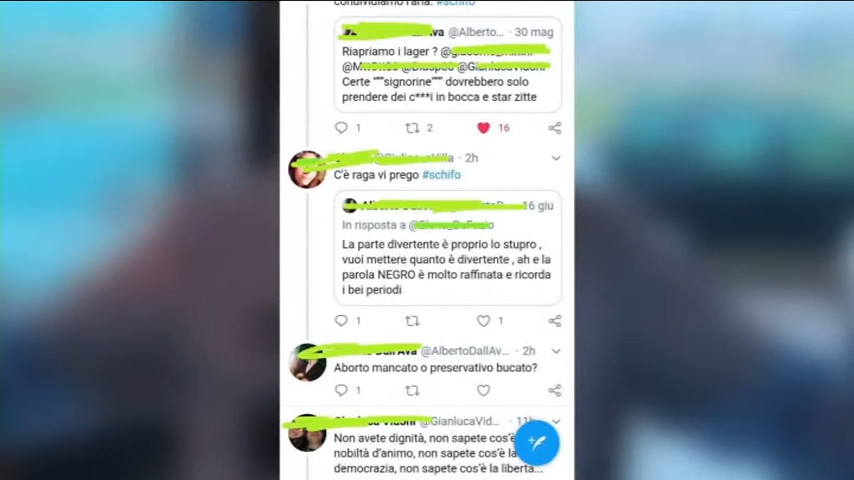 condividiamo l'aria. #schifo
@Alberto... · 30 mag
Riapriamo i lager ?
Certe “""signorine""” dovrebbero solo
prendere dei c***i in bocca e star zitte
1 2 16
· 2h
C'è raga vi prego #schifo
16 giu
In risposta a
La parte divertente è proprio lo stupro ,
vuoi mettere quanto è divertente , ah e la
parola NEGRO è molto raffinata e ricorda
i bei periodi
1 1
@AlbertoDallAv... · 2h
Aborto mancato o preservativo bucato?
1
@GianlucaVid... · 11h
Non avete dignità, non sapete cos'è
nobiltà d'animo, non sapete cos'è la
democrazia, non sapete cos'è la libertà...